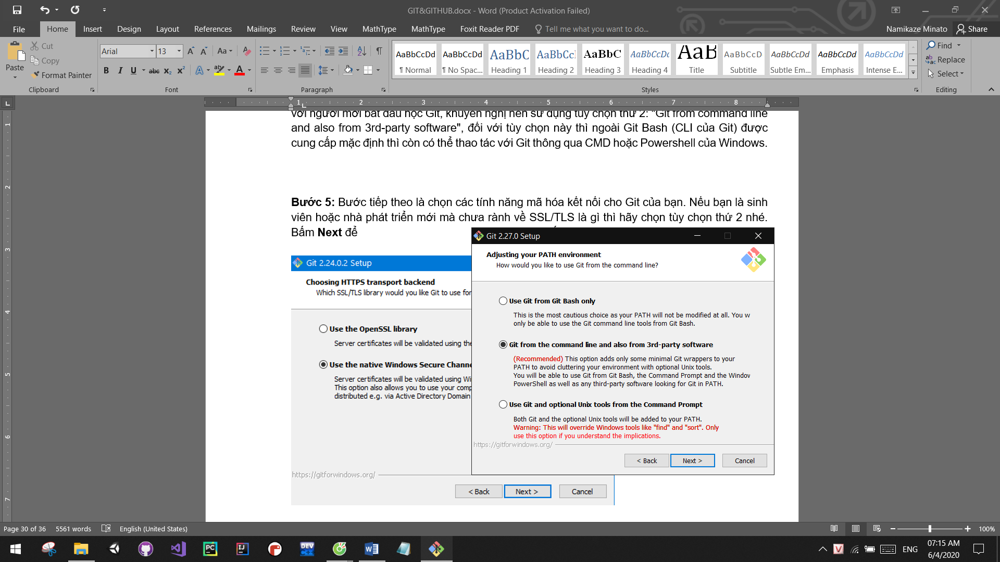 GIT&GITHUB.docx - Word (Product Activation Failed)
File Home Insert Design Layout References Mailings Review View MathType MathType Foxit Reader PDF Tell me what you want to do... Namikaze Minato Share
Paste
Cut
Copy
Format Painter
Clipboard
Arial 13
Font
Paragraph
AaBbCcDd AaBbCcDd AaBbC AaBbCc AaBbC AaBbCcDc AaB AaBbCcD AaBbCcDd AaBbCcDd AaBbCcDd
¶ Normal ¶ No Spac... Heading 1 Heading 2 Heading 3 Heading 4 Title Subtitle Subtle Em... Emphasis Intense E...
Styles
Find
Replace
Select
Editing
1 2 3 4 5 6 7 8
với người mới bắt đầu học Git, khuyến nghị nên sử dụng tùy chọn thứ 2: "Git from command line
and also from 3rd-party software", đối với tùy chọn này thì ngoài Git Bash (CLI của Git) được
cung cấp mặc định thì còn có thể thao tác với Git thông qua CMD hoặc Powershell của Windows.
Bước 5: Bước tiếp theo là chọn các tính năng mã hóa kết nối cho Git của bạn. Nếu bạn là sinh
viên hoặc nhà phát triển mới mà chưa rành về SSL/TLS là gì thì hãy chọn tùy chọn thứ 2 nhé.
Bấm Next để
Git 2.24.0.2 Setup
Choosing HTTPS transport backend
Which SSL/TLS library would you like Git to use for
Use the OpenSSL library
Server certificates will be validated using the
Use the native Windows Secure Channe
Server certificates will be validated using Wi
This option also allows you to use your comp
distributed e.g. via Active Directory Domain
https://gitforwindows.org/
< Back Next > Cancel
Git 2.27.0 Setup
Adjusting your PATH environment
How would you like to use Git from the command line?
Use Git from Git Bash only
This is the most cautious choice as your PATH will not be modified at all. You w
only be able to use the Git command line tools from Git Bash.
Git from the command line and also from 3rd-party software
(Recommended) This option adds only some minimal Git wrappers to your
PATH to avoid cluttering your environment with optional Unix tools.
You will be able to use Git from Git Bash, the Command Prompt and the Window
PowerShell as well as any third-party software looking for Git in PATH.
Use Git and optional Unix tools from the Command Prompt
Both Git and the optional Unix tools will be added to your PATH.
Warning: This will override Windows tools like "find" and "sort". Only
use this option if you understand the implications.
https://gitforwindows.org/
< Back Next > Cancel
1
2
3
4
5
6
7
Page 30 of 36 5561 words English (United States) 100%
ENG
07:15 AM
6/4/2020